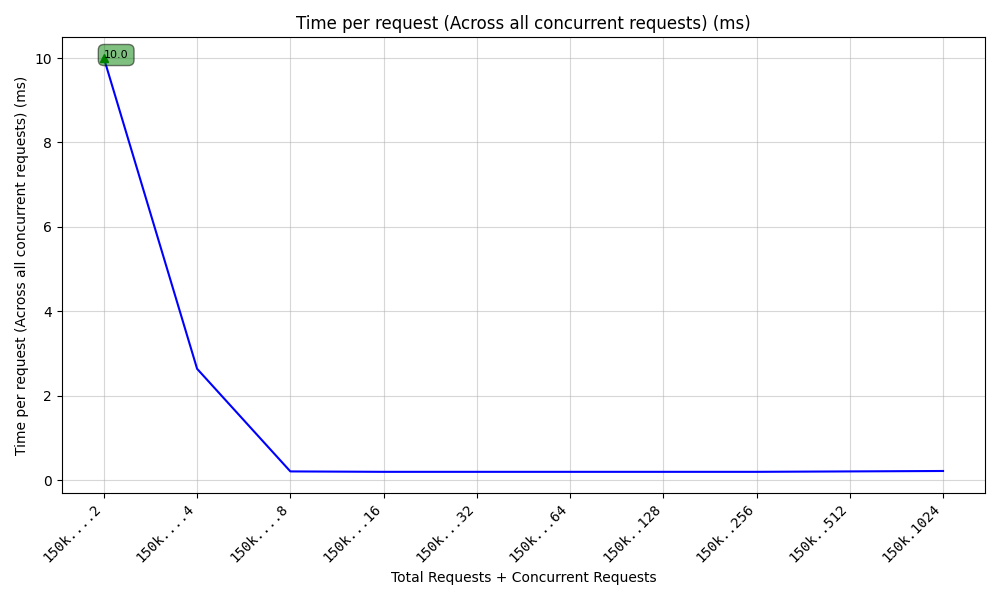 Time per request (Across all concurrent requests) (ms)
10.0
Time per request (Across all concurrent requests) (ms)
10
8
6
4
2
0
150k....2
150k....4
150k....8
150k...16
150k...32
150k...64
150k..128
150k..256
150k..512
150k.1024
Total Requests + Concurrent Requests